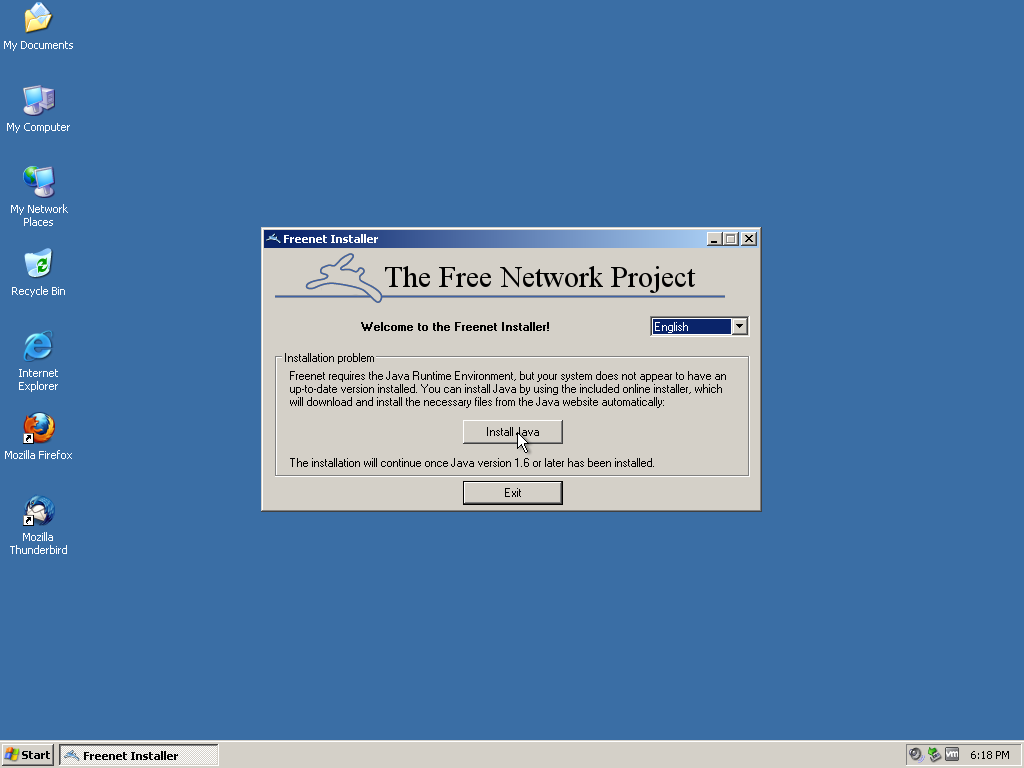 My Documents
My Computer
My Network
Places
Recycle Bin
Internet
Explorer
Mozilla Firefox
Mozilla
Thunderbird
Freenet Installer
The Free Network Project
Welcome to the Freenet Installer!
English
Installation problem
Freenet requires the Java Runtime Environment, but your system does not appear to have an
up-to-date version installed. You can install Java by using the included online installer, which
will download and install the necessary files from the Java website automatically:
Install Java
The installation will continue once Java version 1.6 or later has been installed.
Exit
Start
Freenet Installer
vm
6:18 PM